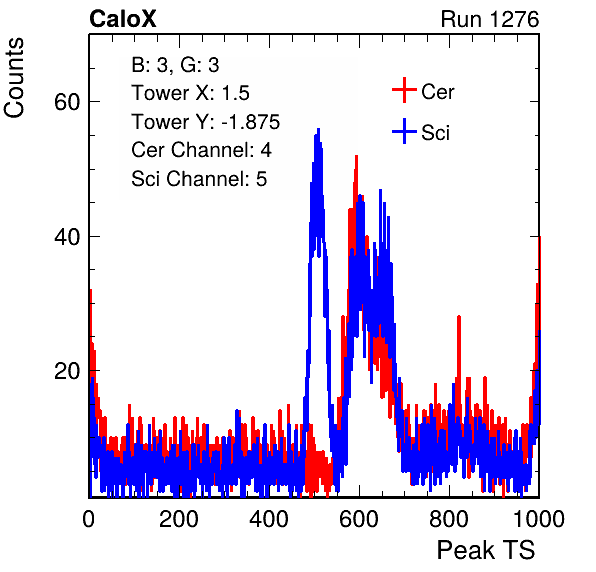 CaloX Run 1276
Counts
B: 3, G: 3
Tower X: 1.5
Tower Y: -1.875
Cer Channel: 4
Sci Channel: 5
Cer
Sci
60
40
20
0 200 400 600 800 1000
Peak TS